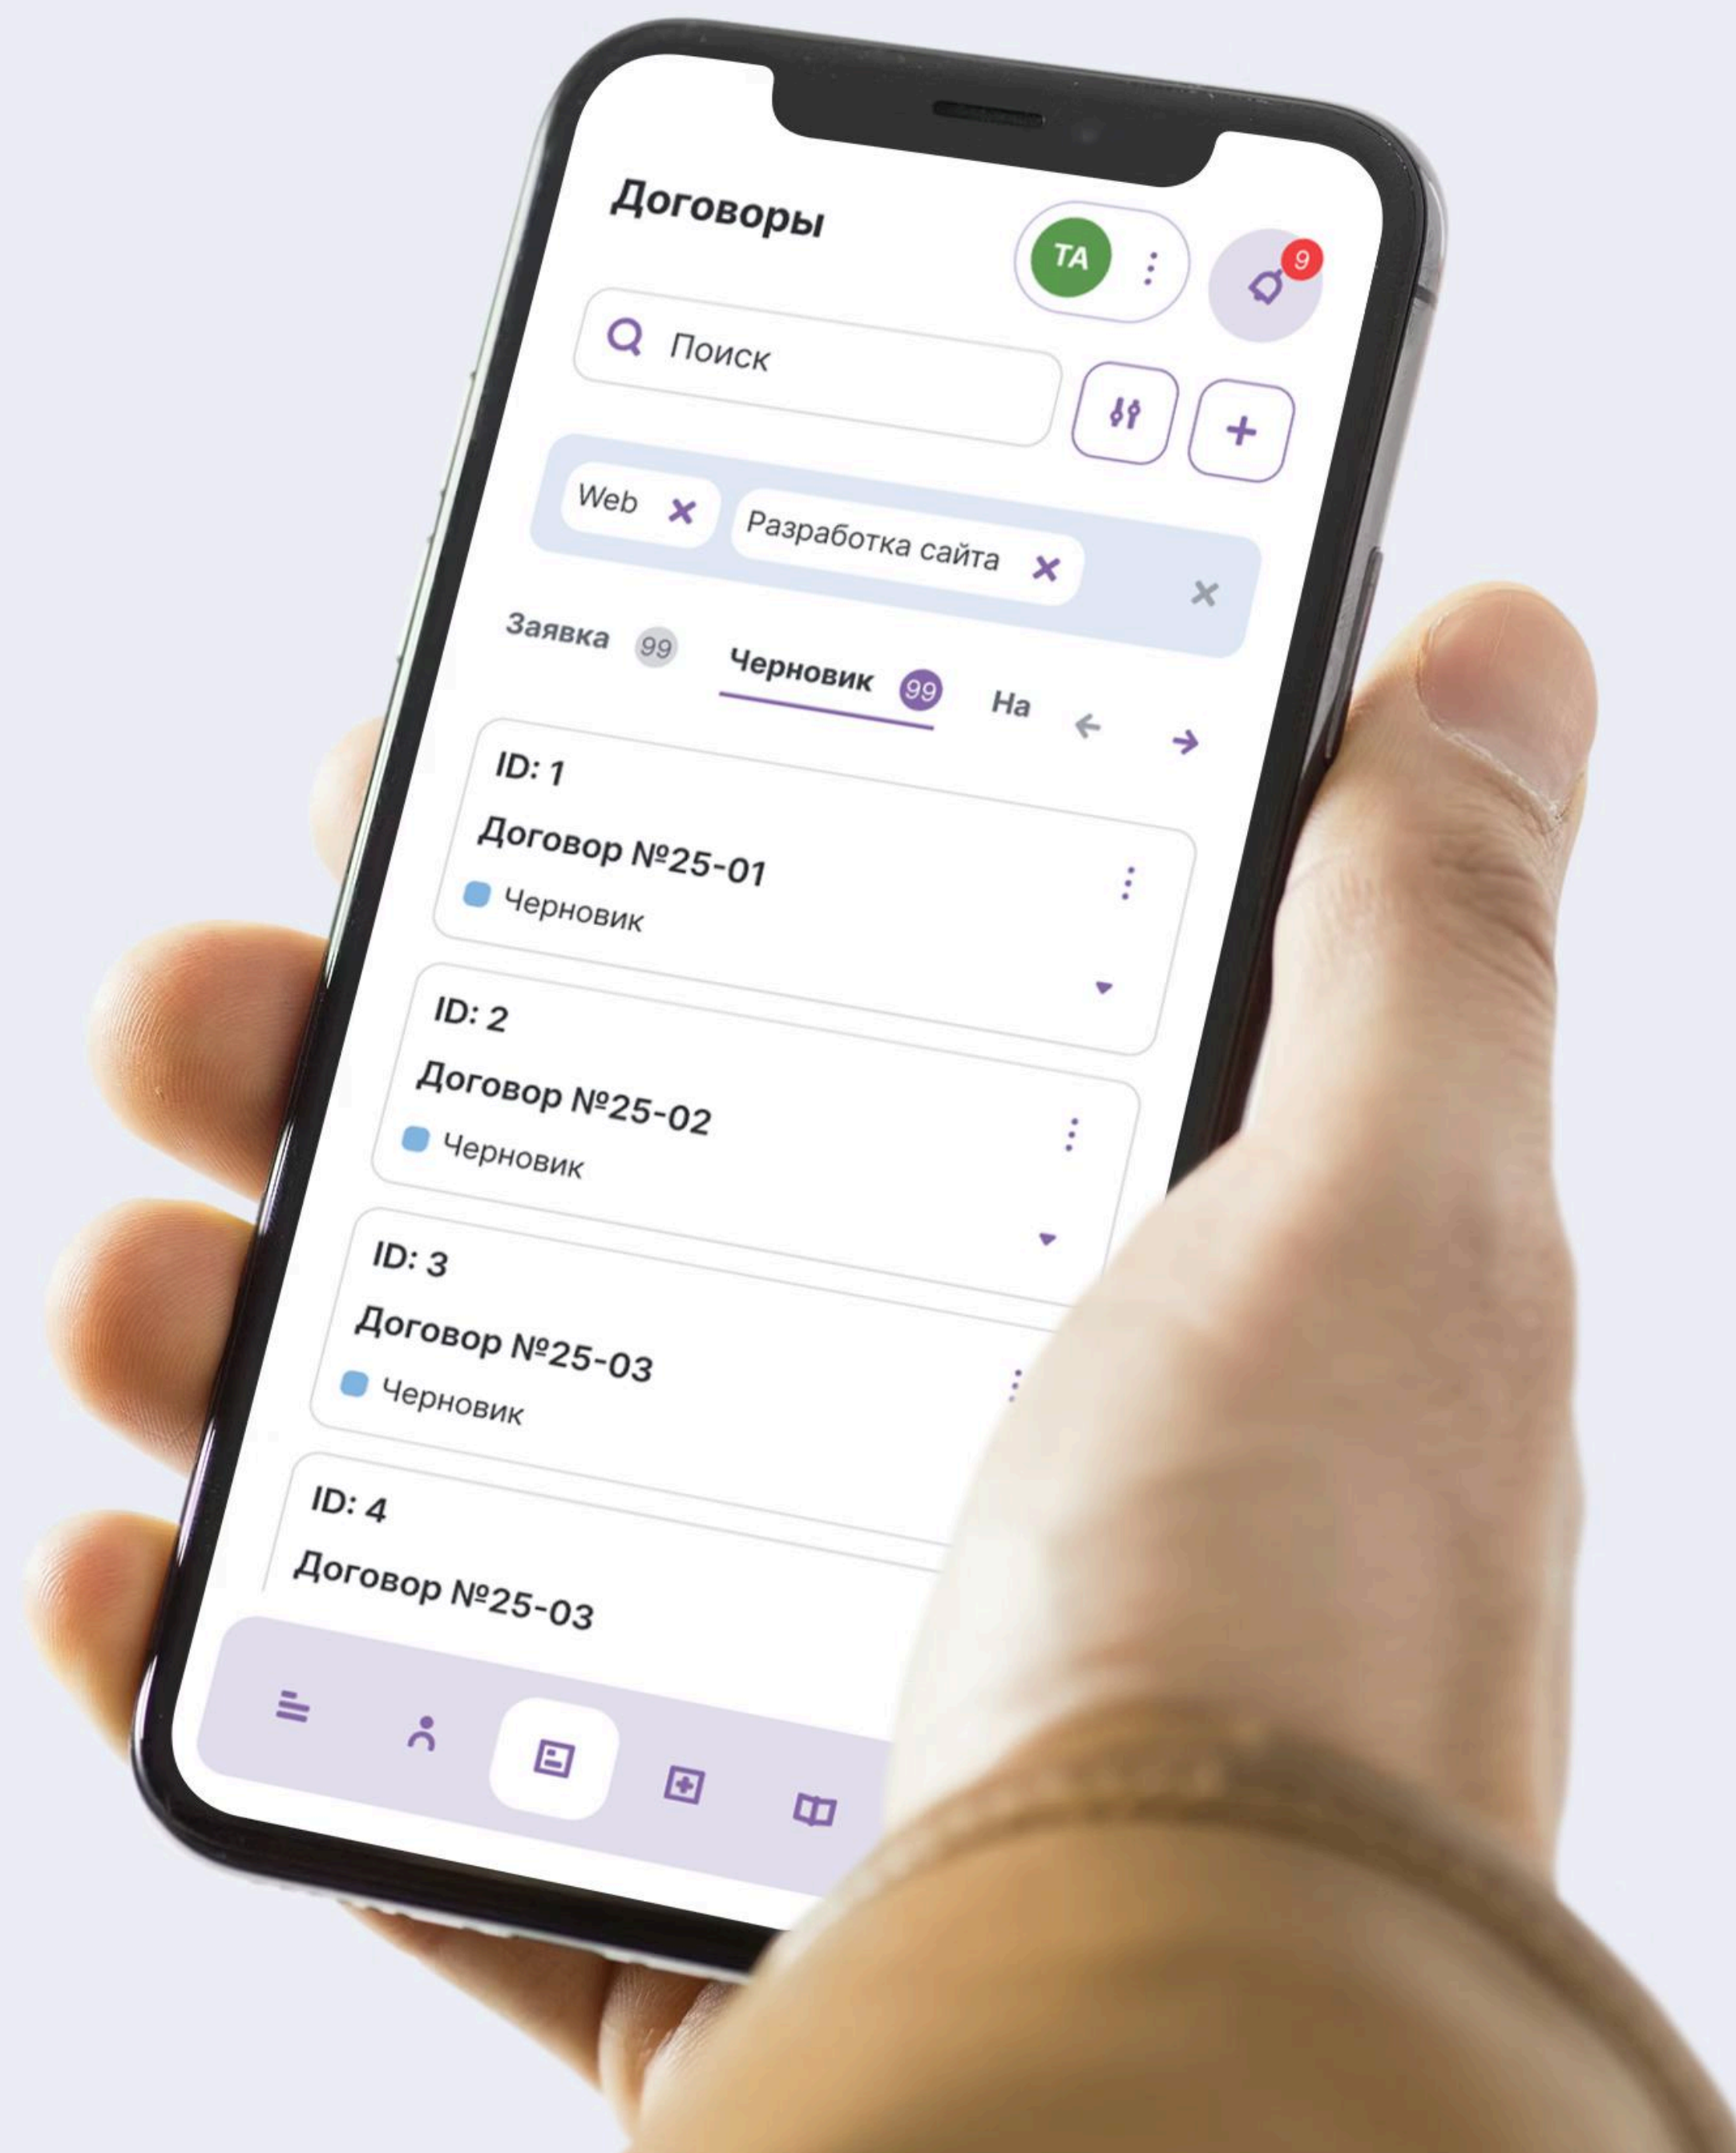 Договоры
TA
9
Поиск
Web
Разработка сайта
Заявка 99 Черновик 99 На
ID: 1
Договор №25-01
Черновик
ID: 2
Договор №25-02
Черновик
ID: 3
Договор №25-03
Черновик
ID: 4
Договор №25-03